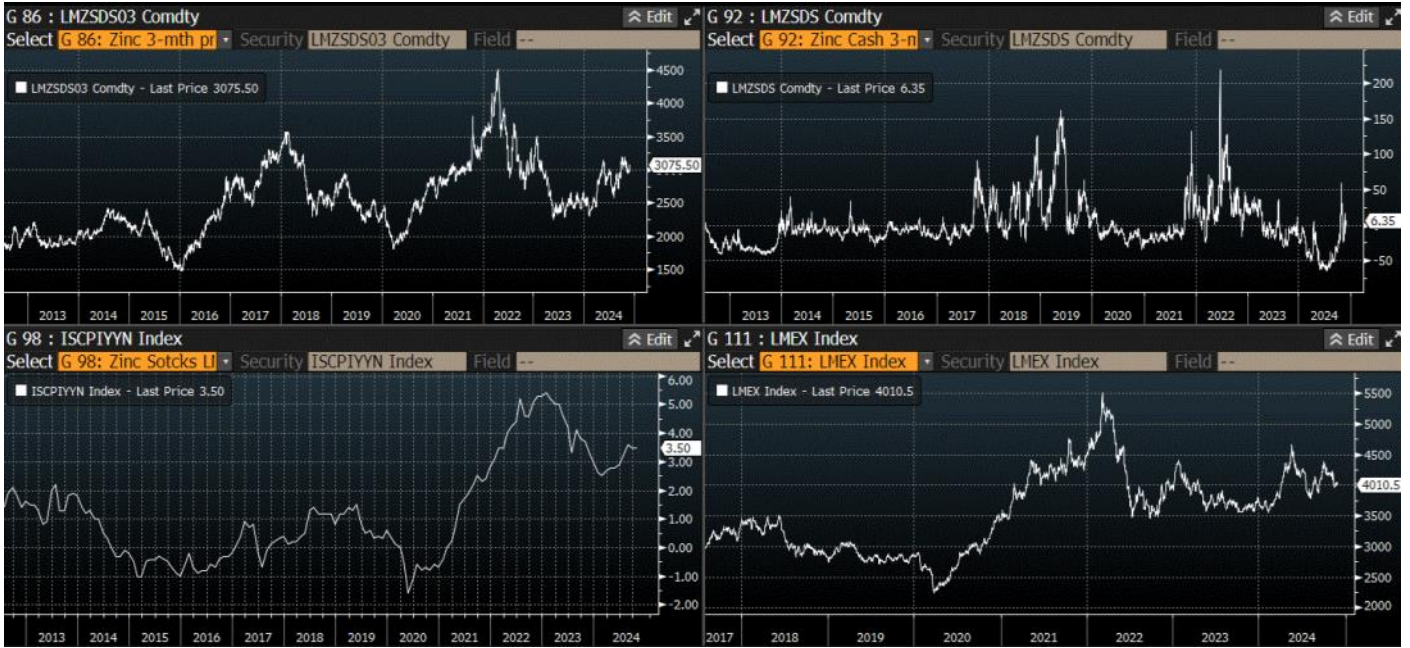 G 86 : LMZSDS03 Comdty
Edit
Select G 86: Zinc 3-mth pr Security LMZSDS03 Comdty Field --
LMZSDS03 Comdty - Last Price 3075.50
4500
4000
3500
3075.50
2500
2000
1500
2013 2014 2015 2016 2017 2018 2019 2020 2021 2022 2023 2024
G 92 : LMZSDS Comdty
Edit
Select G 92: Zinc Cash 3-n Security LMZSDS Comdty Field --
LMZSDS Comdty - Last Price 6.35
200
150
100
50
6.35
-50
2013 2014 2015 2016 2017 2018 2019 2020 2021 2022 2023 2024
G 98 : ISCPIYYN Index
Edit
Select G 98: Zinc Sotcks LI Security ISCPIYYN Index Field --
ISCPIYYN Index - Last Price 3.50
6.00
5.00
4.00
3.50
3.00
2.00
1.00
0.00
-1.00
-2.00
2013 2014 2015 2016 2017 2018 2019 2020 2021 2022 2023 2024
G 111 : LMEX Index
Edit
Select G 111: LMEX Index Security LMEX Index Field --
LMEX Index - Last Price 4010.5
5500
5000
4500
4010.5
3500
3000
2500
2000
2017 2018 2019 2020 2021 2022 2023 2024